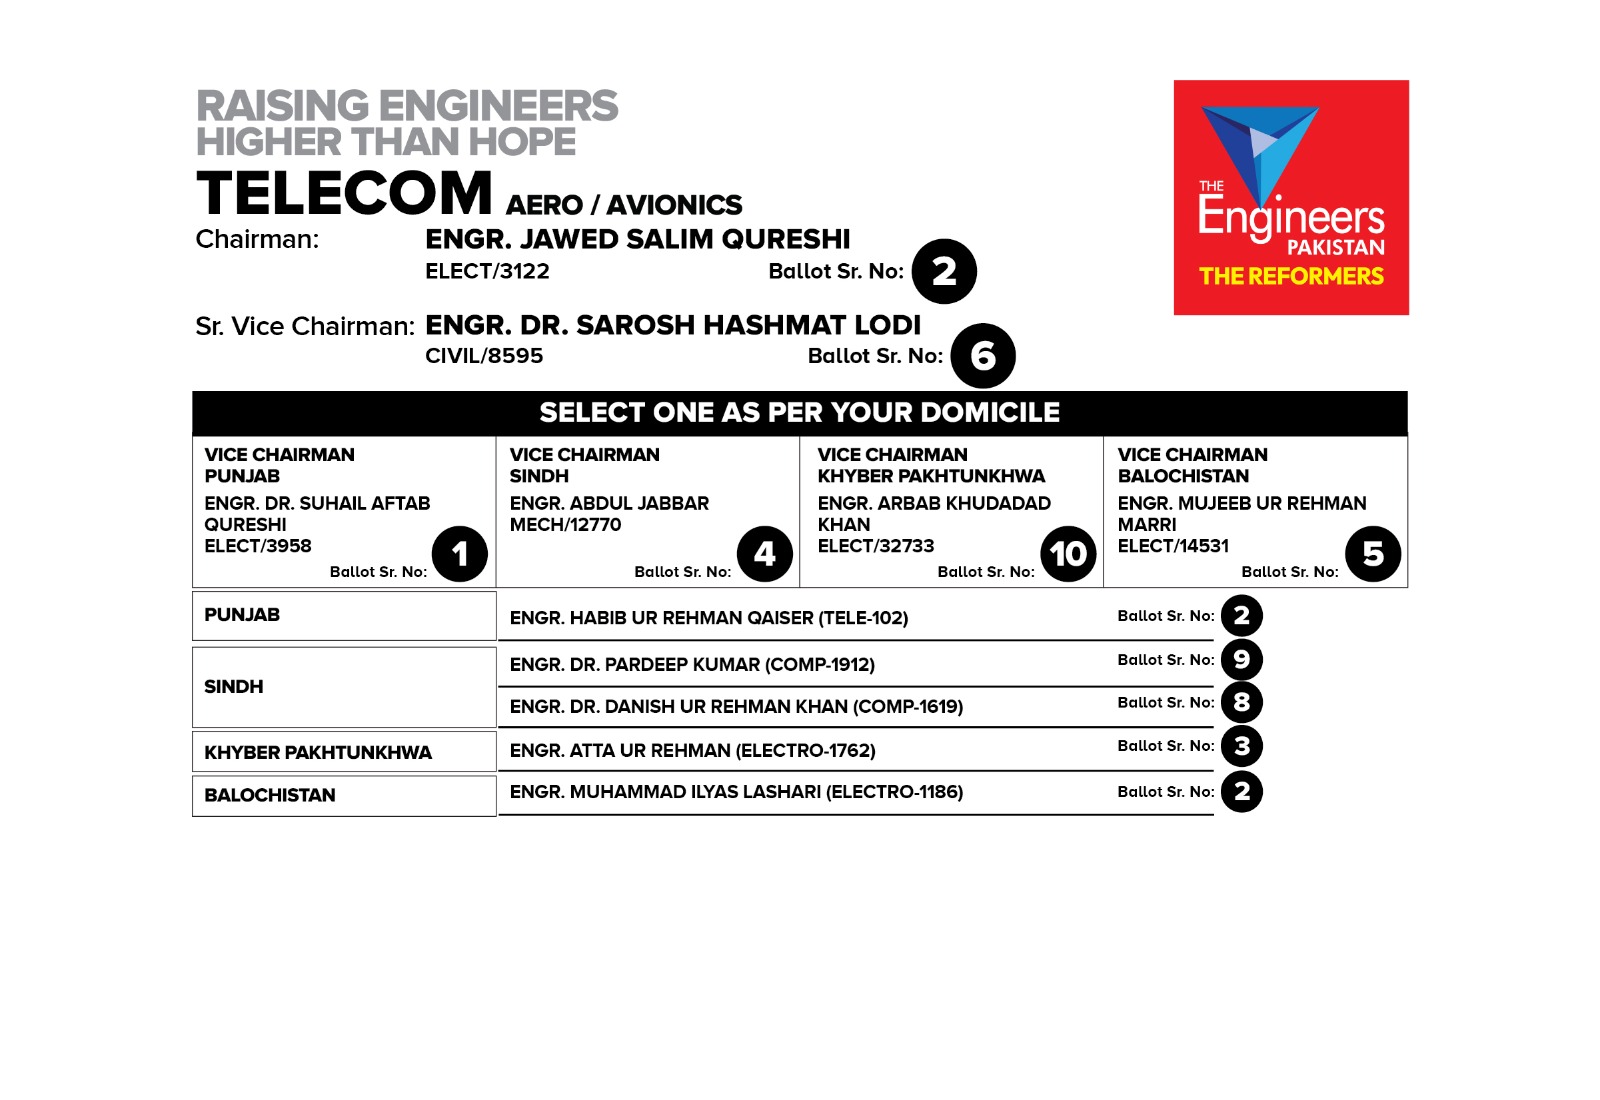 RAISING ENGINEERS
HIGHER THAN HOPE
TELECOM AERO / AVIONICS
Chairman: ENGR. JAWED SALIM QURESHI
ELECT/3122 Ballot Sr. No: 2
Sr. Vice Chairman: ENGR. DR. SAROSH HASHMAT LODI
CIVIL/8595 Ballot Sr. No: 6
THE
Engineers
PAKISTAN
THE REFORMERS
SELECT ONE AS PER YOUR DOMICILE
VICE CHAIRMAN
PUNJAB
ENGR. DR. SUHAIL AFTAB
QURESHI
ELECT/3958
Ballot Sr. No: 1
VICE CHAIRMAN
SINDH
ENGR. ABDUL JABBAR
MECH/12770
Ballot Sr. No: 4
VICE CHAIRMAN
KHYBER PAKHTUNKHWA
ENGR. ARBAB KHUDADAD
KHAN
ELECT/32733
Ballot Sr. No: 10
VICE CHAIRMAN
BALOCHISTAN
ENGR. MUJEEB UR REHMAN
MARRI
ELECT/14531
Ballot Sr. No: 5
PUNJAB ENGR. HABIB UR REHMAN QAISER (TELE-102) Ballot Sr. No: 2
SINDH
ENGR. DR. PARDEEP KUMAR (COMP-1912) Ballot Sr. No: 9
ENGR. DR. DANISH UR REHMAN KHAN (COMP-1619) Ballot Sr. No: 8
KHYBER PAKHTUNKHWA ENGR. ATTA UR REHMAN (ELECTRO-1762) Ballot Sr. No: 3
BALOCHISTAN ENGR. MUHAMMAD ILYAS LASHARI (ELECTRO-1186) Ballot Sr. No: 2